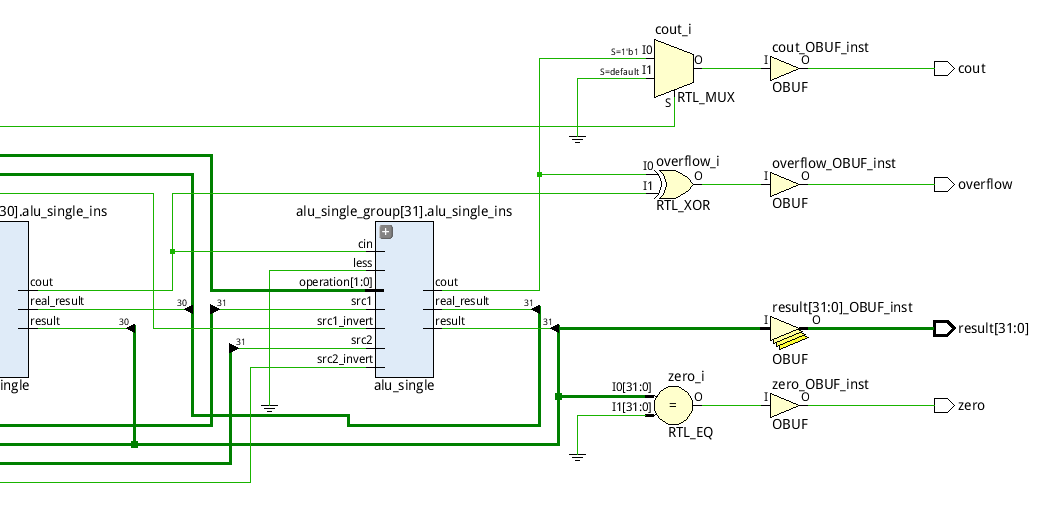 cout_i
S=1'b1 I0
S=default I1
O
S
RTL_MUX
cout_OBUF_inst
I O
OBUF
cout
overflow_i
I0
I1
O
RTL_XOR
overflow_OBUF_inst
I O
OBUF
overflow
30].alu_single_ins
cout
real_result
result
30
30
ingle
alu_single_group[31].alu_single_ins
+
cin
less
operation[1:0]
src1
src1_invert
src2
src2_invert
31
31
cout
real_result
result
31
31
alu_single
result[31:0]_OBUF_inst
I O
OBUF
result[31:0]
zero_i
I0[31:0]
I1[31:0]
=
O
RTL_EQ
zero_OBUF_inst
I O
OBUF
zero